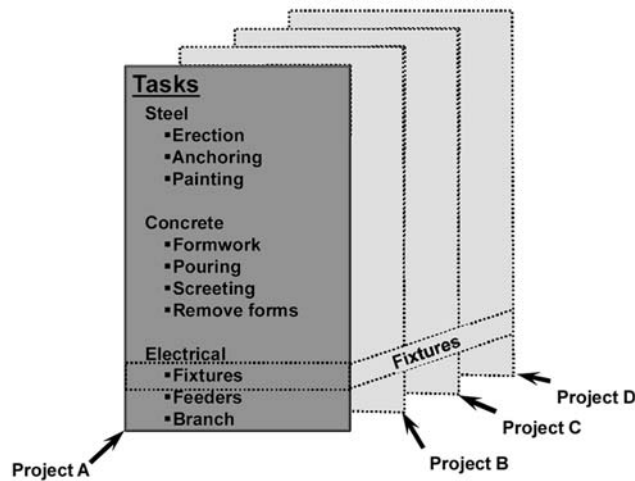 Tasks
Steel
▪Erection
▪Anchoring
▪Painting
Concrete
▪Formwork
▪Pouring
▪Screeting
▪Remove forms
Electrical
▪Fixtures
▪Feeders
▪Branch
Fixtures
Project A
Project B
Project C
Project D